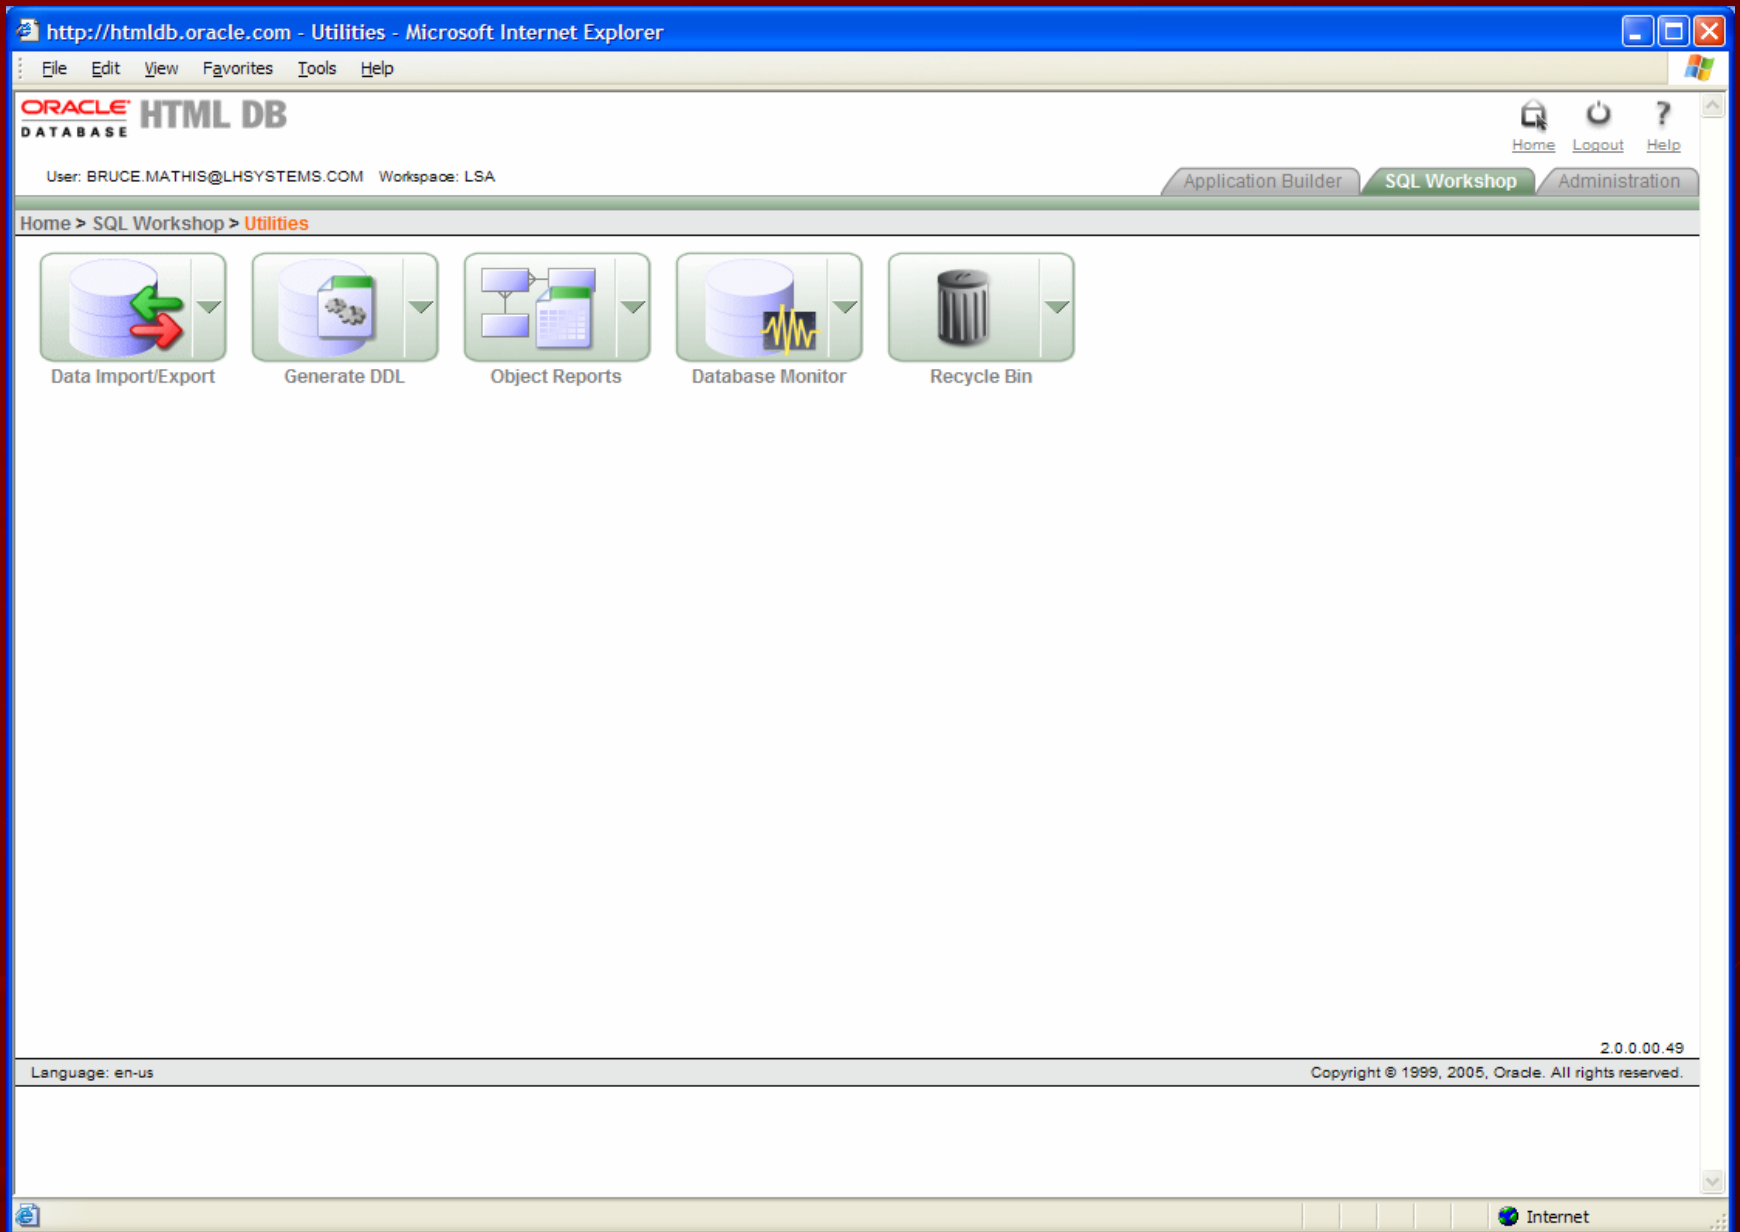 http://htmldb.oracle.com - Utilities - Microsoft Internet Explorer
File Edit View Favorites Tools Help
ORACLE DATABASE HTML DB
Home Logout ? Help
User: BRUCE.MATHIS@LHSYSTEMS.COM Workspace: LSA
Application Builder SQL Workshop Administration
Home > SQL Workshop > Utilities
Data Import/Export Generate DDL Object Reports Database Monitor Recycle Bin
2.0.0.00.49
Language: en-us Copyright © 1999, 2005, Oracle. All rights reserved.
Internet